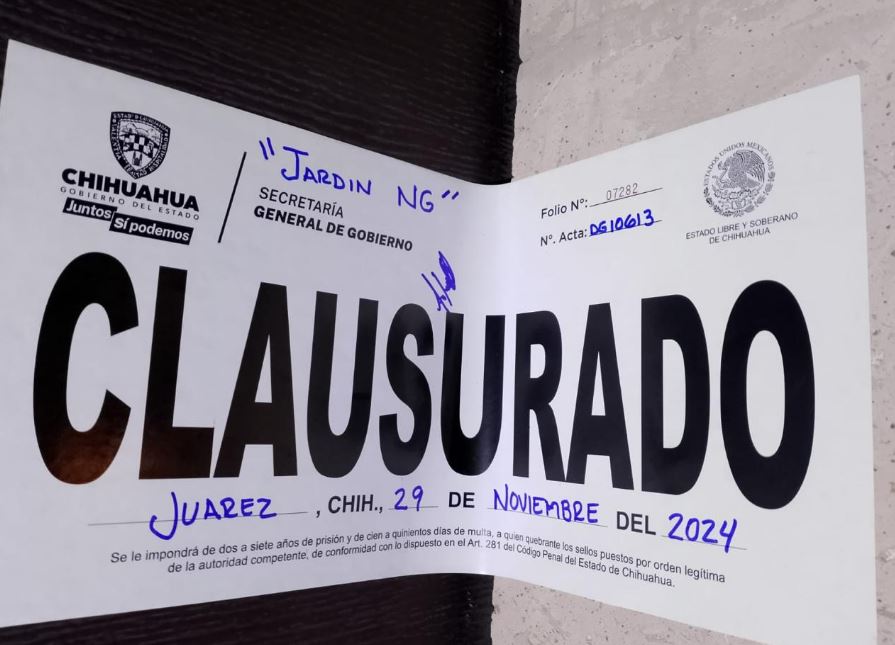 CHIHUAHUA
GOBIERNO DEL ESTADO
Juntos
Sí podemos
"JARDIN NG"
SECRETARÍA
GENERAL DE GOBIERNO
Folio Nº: 07282
Nº. Acta: DG10613
ESTADOS UNIDOS MEXICANOS
ESTADO LIBRE Y SOBERANO
DE CHIHUAHUA
CLAUSURADO
JUAREZ, CHIH., 29 DE NOVIEMBRE DEL 2024
Se le impondrá de dos a siete años de prisión y de cien a quinientos días de multa, a quien quebrante los sellos puestos por orden legítima
de la autoridad competente, de conformidad con lo dispuesto en el Art. 281 del Código Penal del Estado de Chihuahua.